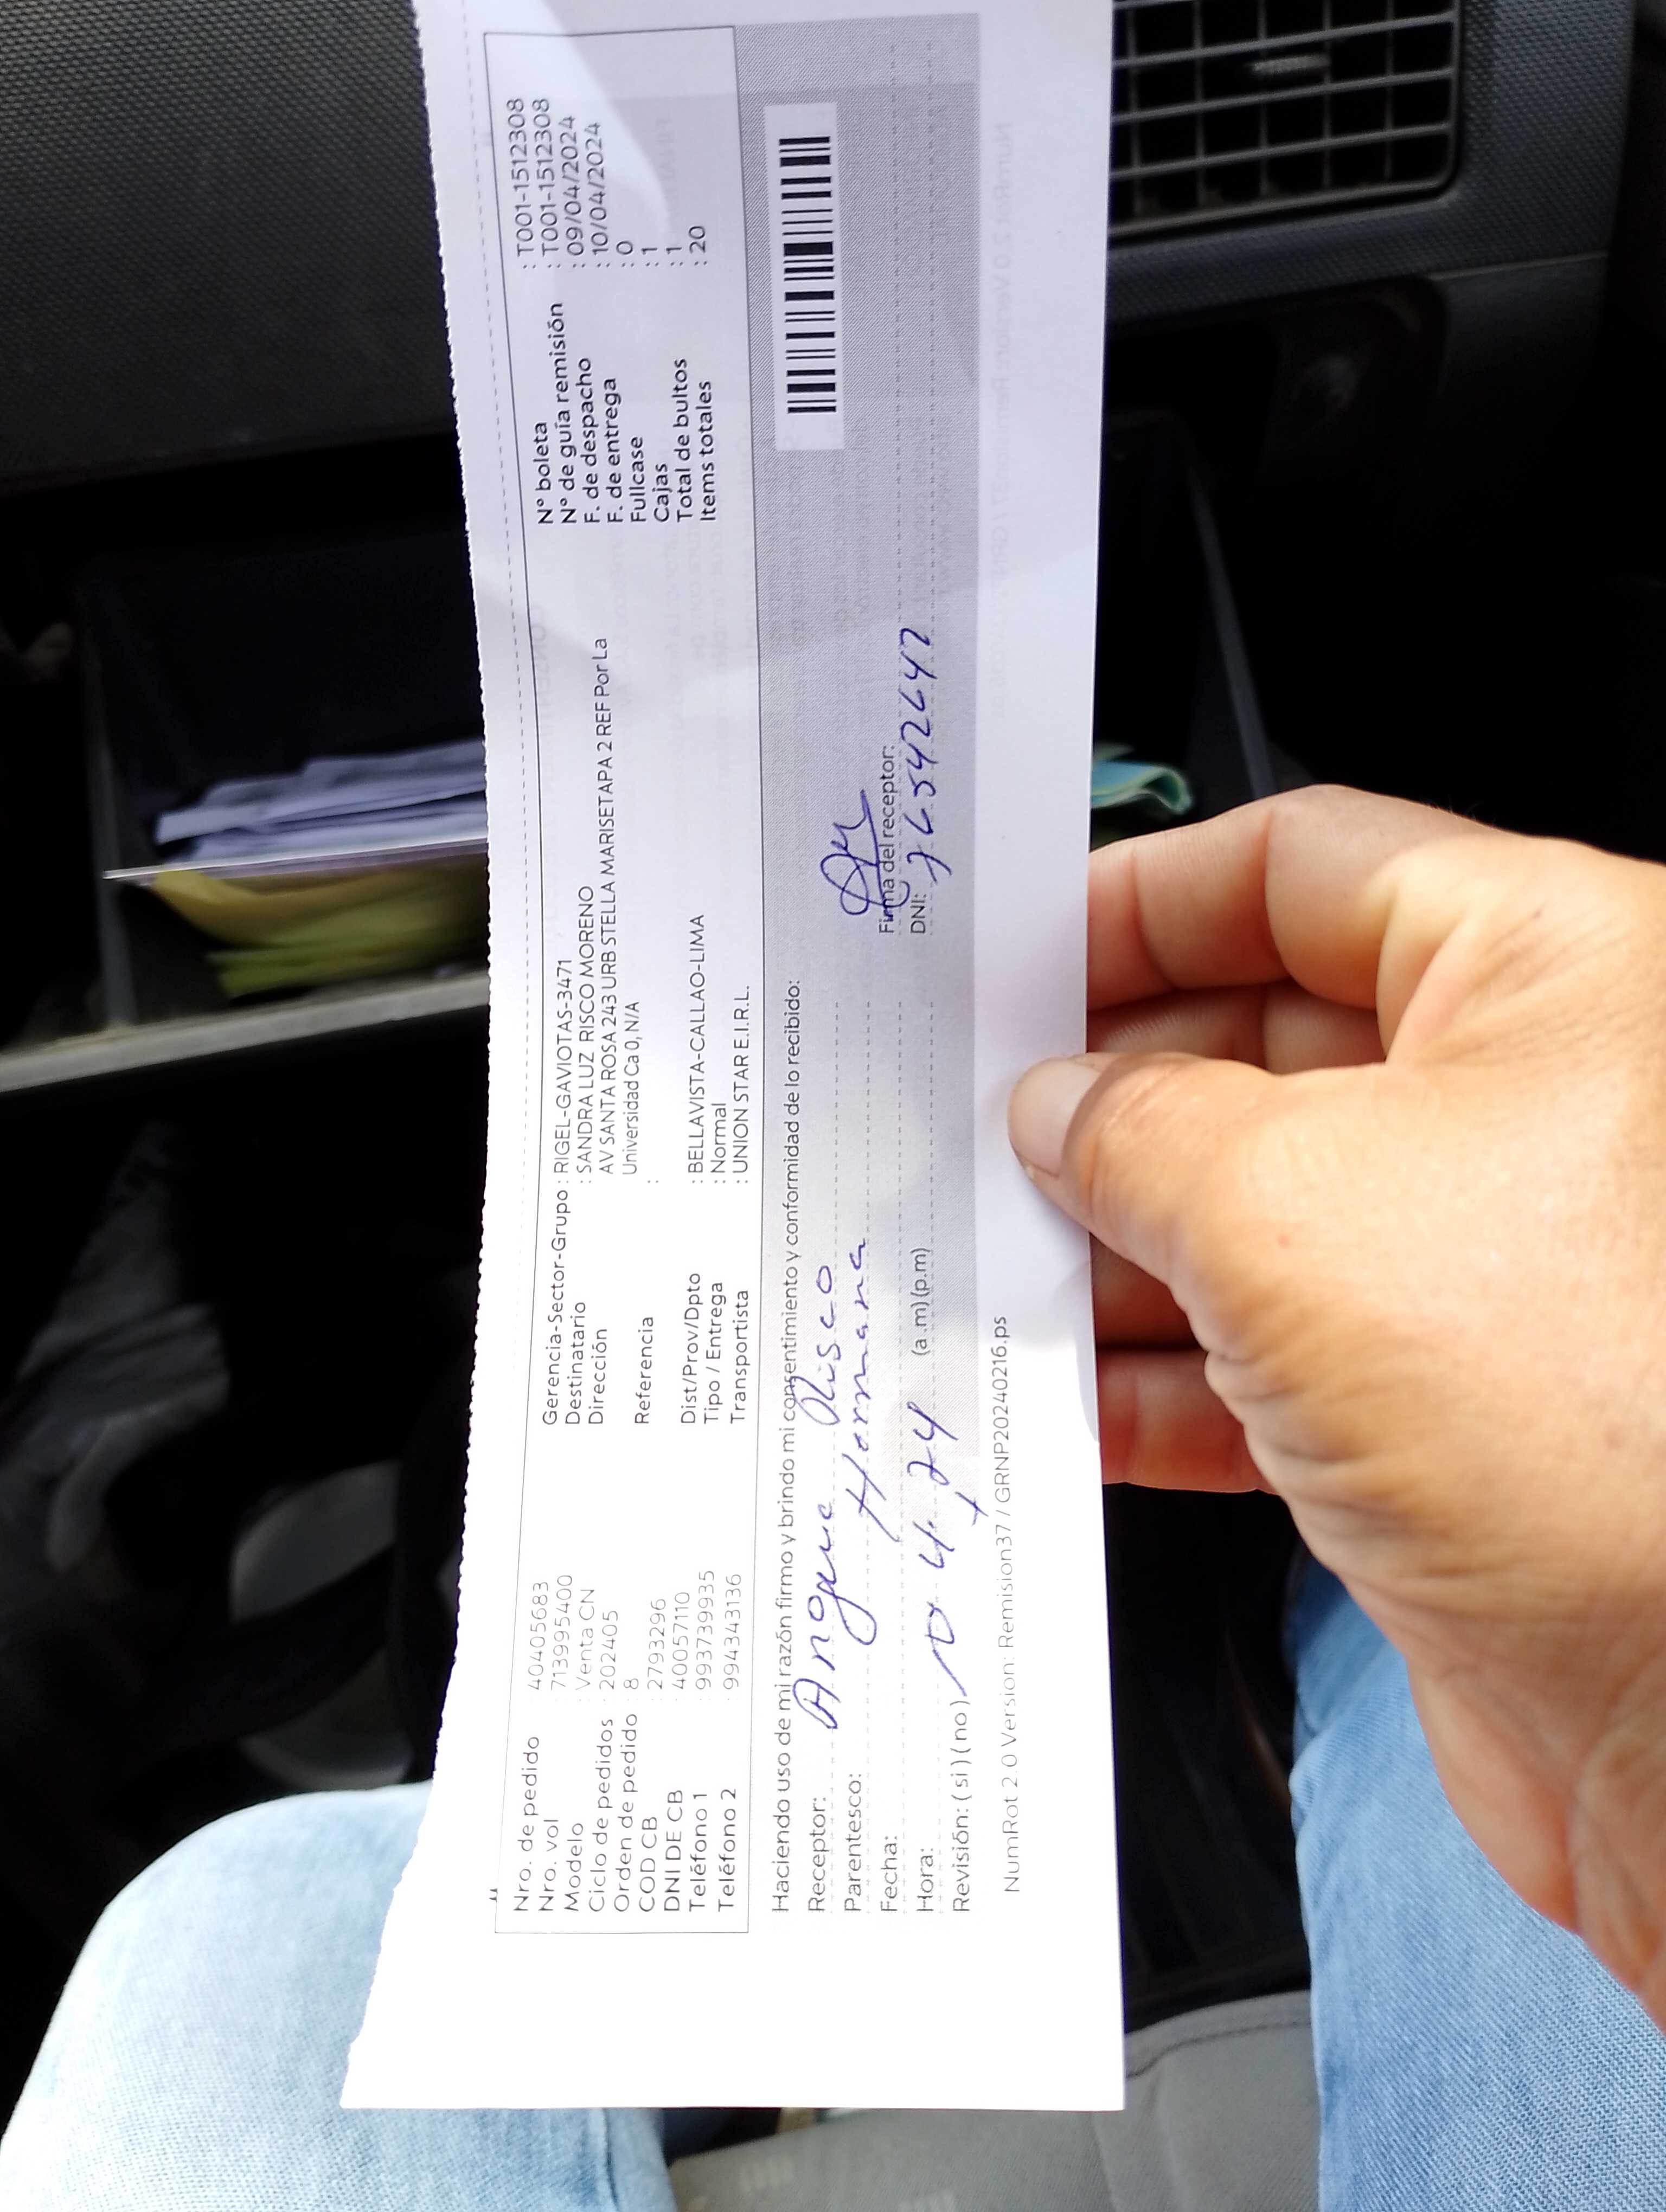 Nro. de pedido 40405683
Nro. vol 713995400
Modelo : Venta CN
Ciclo de pedidos 202405
Orden de pedido : 8
COD CB : 2793296
DNI DE CB 40057110
Teléfono 1 993739935
Teléfono 2 994343136
Gerencia-Sector-Grupo : RIGEL-GAVIOTAS-3471
Destinatario : SANDRA LUZ RISCO MORENO
Dirección AV SANTA ROSA 243 URB STELLA MARISETAPA 2 REF Por La
Universidad Ca 0, N/A
Referencia :
Dist/Prov/Dpto : BELLAVISTA-CALLAO-LIMA
Tipo / Entrega : Normal
Transportista : UNION STAR E.I.R.L.
N° boleta : T001-1512308
N° de guía remisión : T001-1512308
F. de despacho : 09/04/2024
F. de entrega : 10/04/2024
Fullcase : 0
Cajas : 1
Total de bultos : 1
Items totales : 20
Haciendo uso de mi razón firmo y brindo mi consentimiento y conformidad de lo recibido:
Receptor: Risco
Parentesco: Hermana
Fecha:
Hora: (a.m) (p.m)
Revisión: ( si ) ( no )
Firma del receptor:
DNI:
NumRot 2.0 Version: Remision37 / GRNP20240216.ps